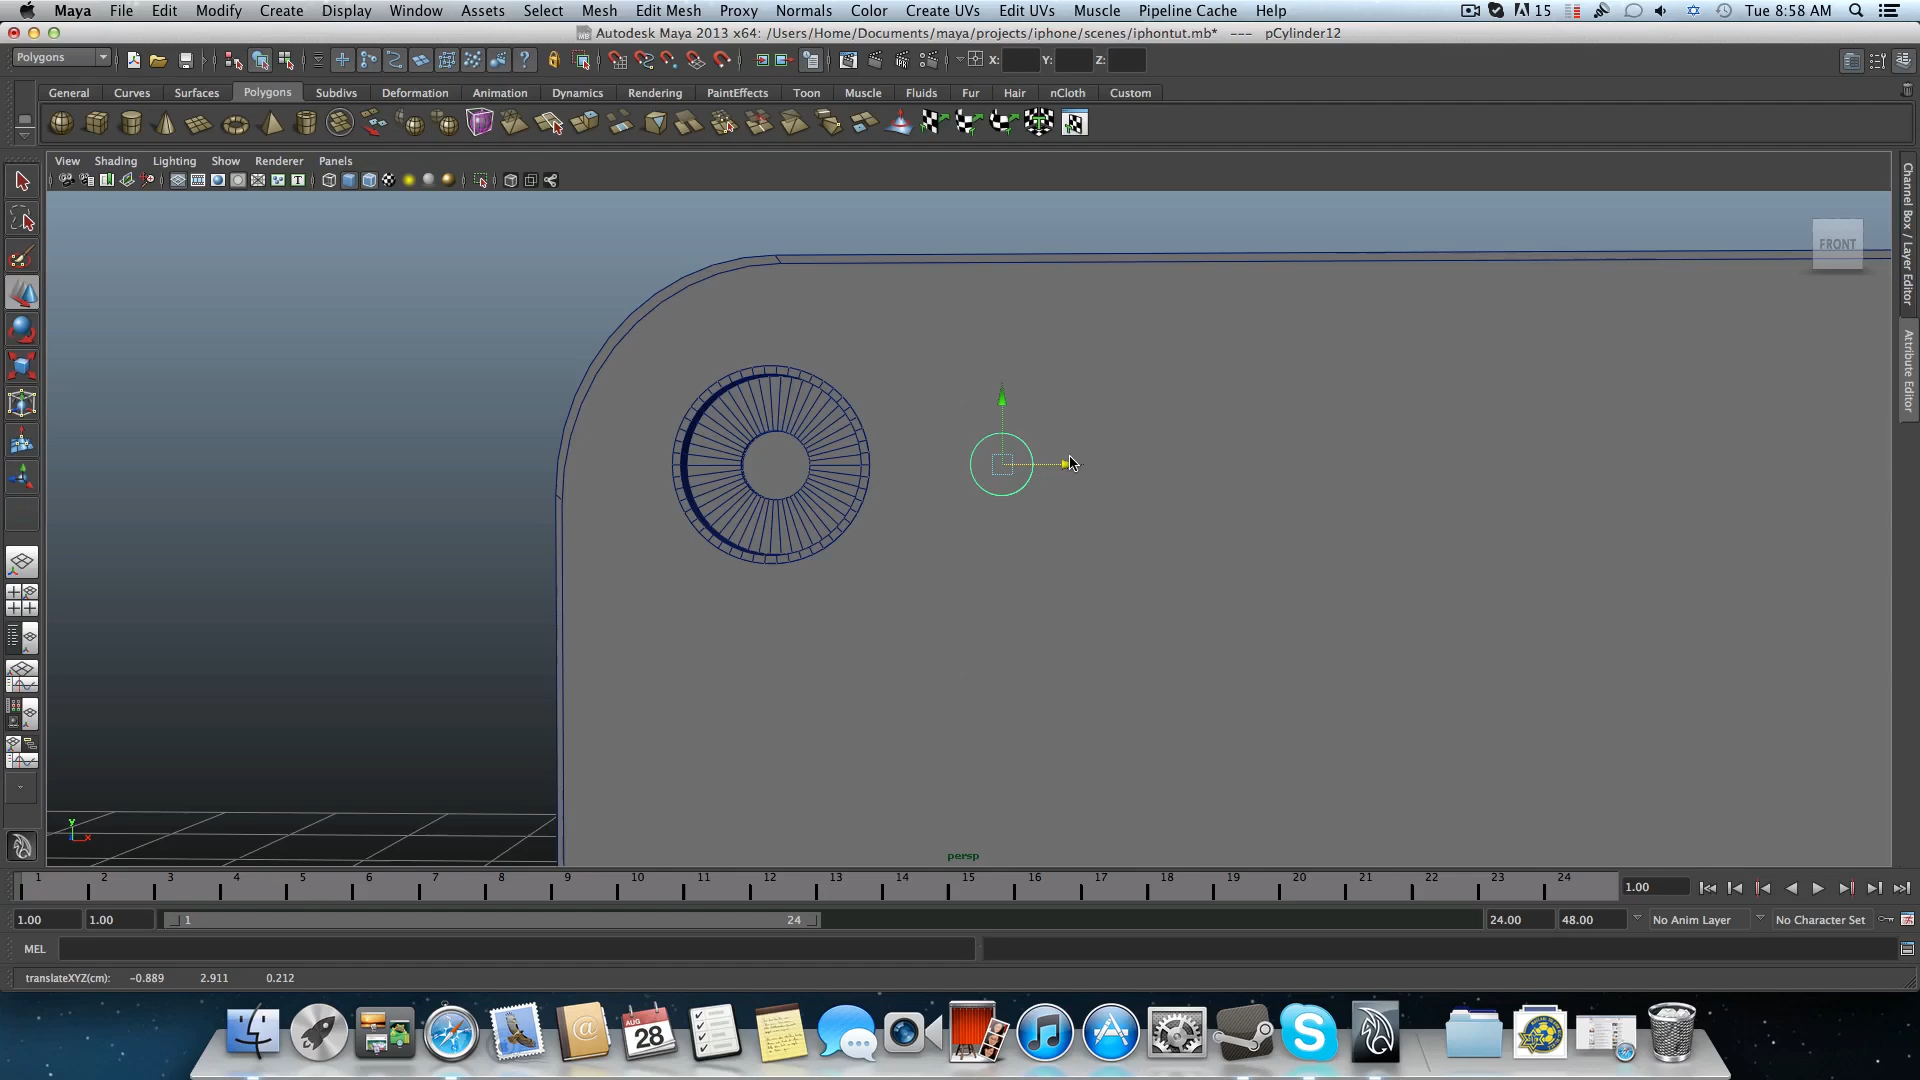 Maya File Edit Modify Create Display Window Assets Select Mesh Edit Mesh Proxy Normals Color Create UVs Edit UVs Muscle Pipeline Cache Help 15 Tue 8:58 AM
Autodesk Maya 2013 x64: /Users/Home/Documents/maya/projects/iphone/scenes/iphontut.mb* --- pCylinder12
Polygons X: Y: Z:
General Curves Surfaces Polygons Subdivs Deformation Animation Dynamics Rendering PaintEffects Toon Muscle Fluids Fur Hair nCloth Custom
View Shading Lighting Show Renderer Panels
Channel Box / Layer Editor
Attribute Editor
FRONT
Y
x
persp
1 2 3 4 5 6 7 8 9 10 11 12 13 14 15 16 17 18 19 20 21 22 23 24 1.00
1.00 1.00 1 24 24.00 48.00 No Anim Layer No Character Set
MEL
translateXYZ(cm): -0.889 2.911 0.212
AUG
28